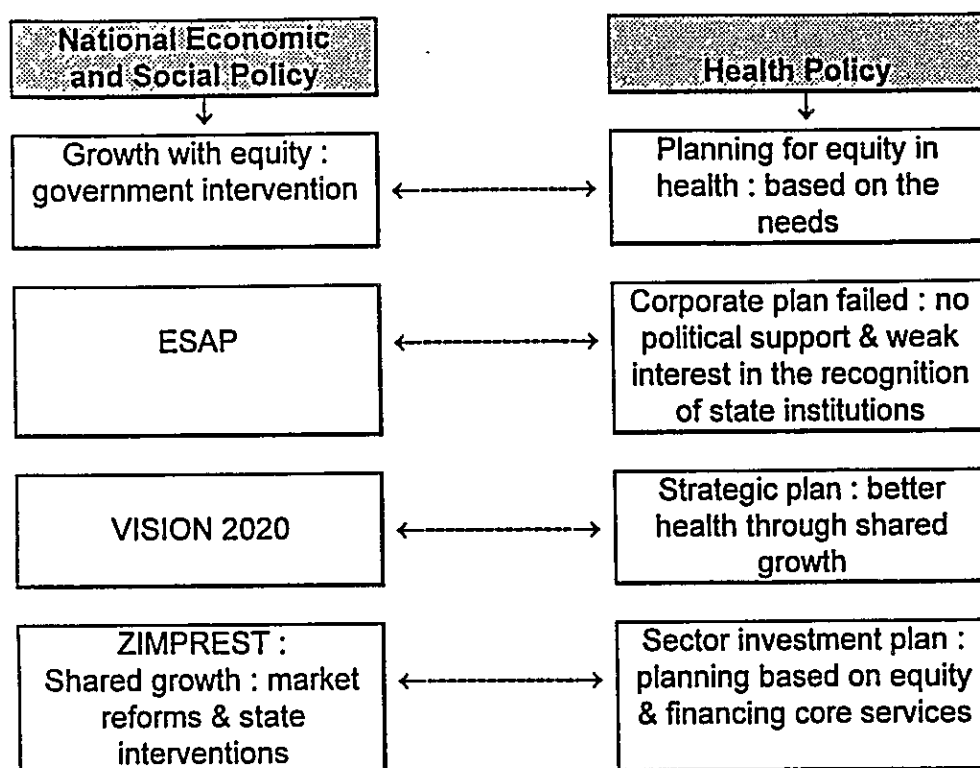 National Economic
and Social Policy
Health Policy
Growth with equity :
government intervention
Planning for equity in
health : based on the
needs
ESAP
Corporate plan failed : no
political support & weak
interest in the recognition
of state institutions
VISION 2020
Strategic plan : better
health through shared
growth
ZIMPREST :
Shared growth : market
reforms & state
interventions
Sector investment plan :
planning based on equity
& financing core services